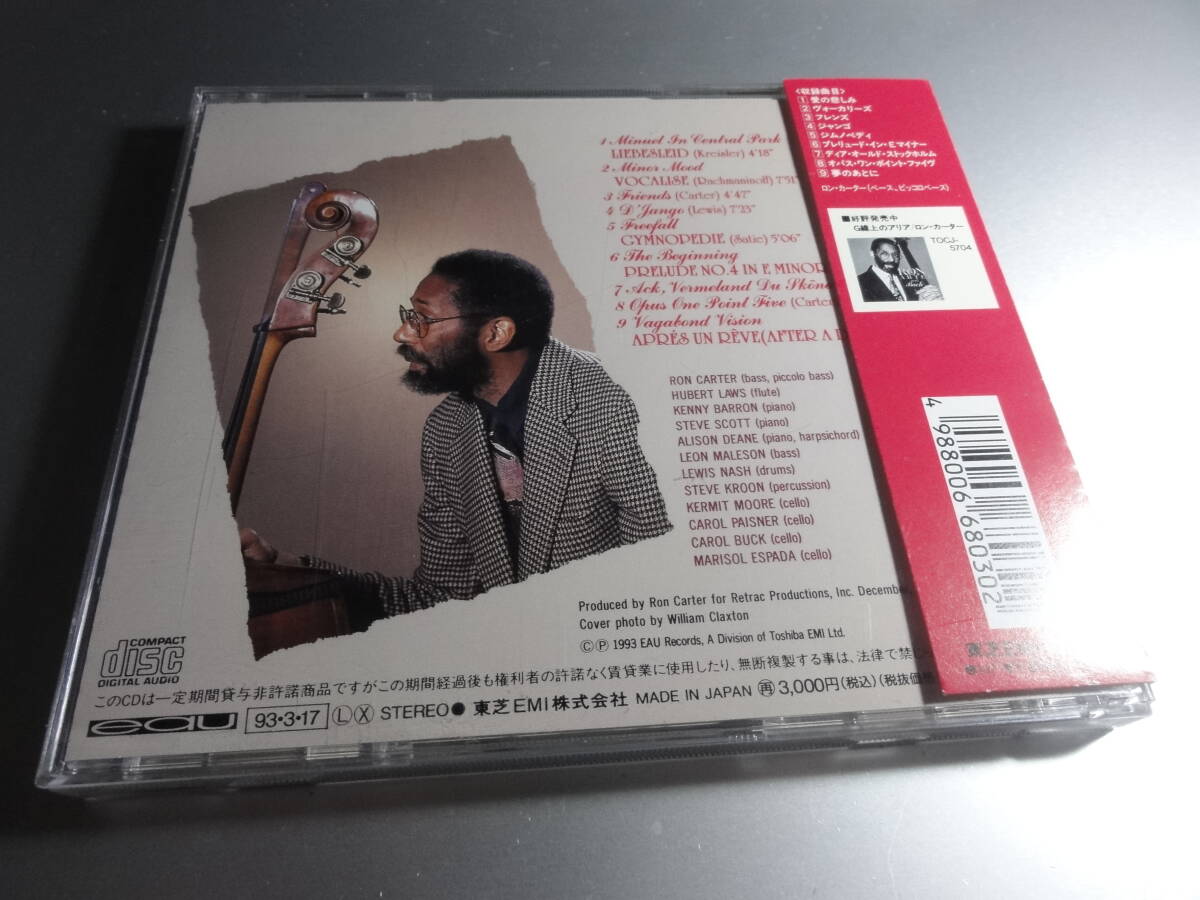 1 Minuet In Central Park
LIEBESLEID (Kreisler) 4'18"
2 Minor Mood
VOCALISE (Rachmaninoff) 7'51"
3 Friends (Carter) 4'47"
4 D'Jango (Lewis) 7'23"
5 Freefall
GYMNOPEDIE (Satie) 5'06"
6 The Beginning
PRELUDE NO.4 IN E MINOR
7 Ack, Vermeland Du Sköna
8 Opus One Point Five (Carter)
9 Vagabond Vision
APRÉS UN RÊVE (AFTER A
RON CARTER (bass, piccolo bass)
HUBERT LAWS (flute)
KENNY BARRON (piano)
STEVE SCOTT (piano)
ALISON DEANE (piano, harpsichord)
LEON MALESON (bass)
LEWIS NASH (drums)
STEVE KROON (percussion)
KERMIT MOORE (cello)
CAROL PAISNER (cello)
CAROL BUCK (cello)
MARISOL ESPADA (cello)
Produced by Ron Carter for Retrac Productions, Inc. December,
Cover photo by William Claxton
©Ⓟ 1993 EAU Records, A Division of Toshiba EMI Ltd.
COMPACT
disc
DIGITAL AUDIO
このCDは一定期間貸与非許諾商品ですがこの期間経過後も権利者の許諾なく賃貸業に使用したり、無断複製する事は、法律で禁じ
eau 93・3・17 Ⓛ Ⓧ STEREO ● 東芝EMI株式会社 MADE IN JAPAN 再 3,000円(税込)(税抜価格
〈収録曲目〉
1 愛の悲しみ
2 ヴォーカリーズ
3 フレンズ
4 ジャンゴ
5 ジムノペディ
6 プレリュード・イン・Eマイナー
7 ディア・オールド・ストックホルム
8 オパス・ワン・ポイント・ファイヴ
9 夢のあとに
ロン・カーター(ベース、ピッコロベース)
■好評発売中
G線上のアリア/ロン・カーター
TOCJ-
5704
RON
CARTER
Bach
4 988006 680302